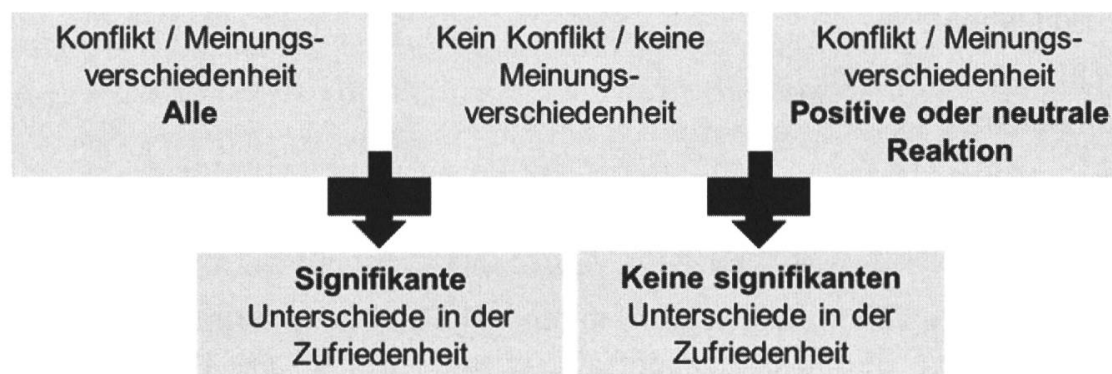 Konflikt / Meinungs-
verschiedenheit
Alle
Kein Konflikt / keine
Meinungs-
verschiedenheit
Konflikt / Meinungs-
verschiedenheit
Positive oder neutrale
Reaktion
Signifikante
Unterschiede in der
Zufriedenheit
Keine signifikanten
Unterschiede in der
Zufriedenheit